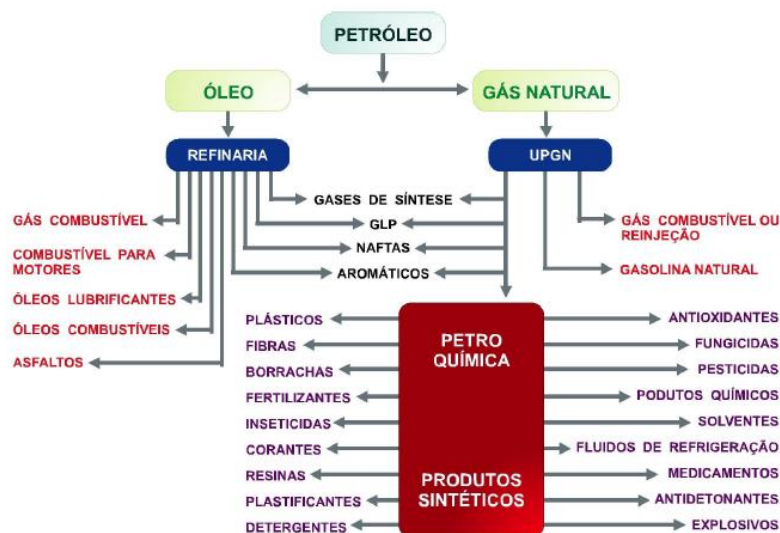 PETRÓLEO
ÓLEO
GÁS NATURAL
REFINARIA
UPGN
GASES DE SÍNTESE
GLP
NAFTAS
AROMÁTICOS
GÁS COMBUSTÍVEL
COMBUSTÍVEL PARA
MOTORES
ÓLEOS LUBRIFICANTES
ÓLEOS COMBUSTÍVEIS
ASFALTOS
GÁS COMBUSTÍVEL OU
REINJEÇÃO
GASOLINA NATURAL
PETRO
QUÍMICA
PRODUTOS
SINTÉTICOS
PLÁSTICOS
FIBRAS
BORRACHAS
FERTILIZANTES
INSETICIDAS
CORANTES
RESINAS
PLASTIFICANTES
DETERGENTES
ANTIOXIDANTES
FUNGICIDAS
PESTICIDAS
PODUTOS QUÍMICOS
SOLVENTES
FLUIDOS DE REFRIGERAÇÃO
MEDICAMENTOS
ANTIDETONANTES
EXPLOSIVOS